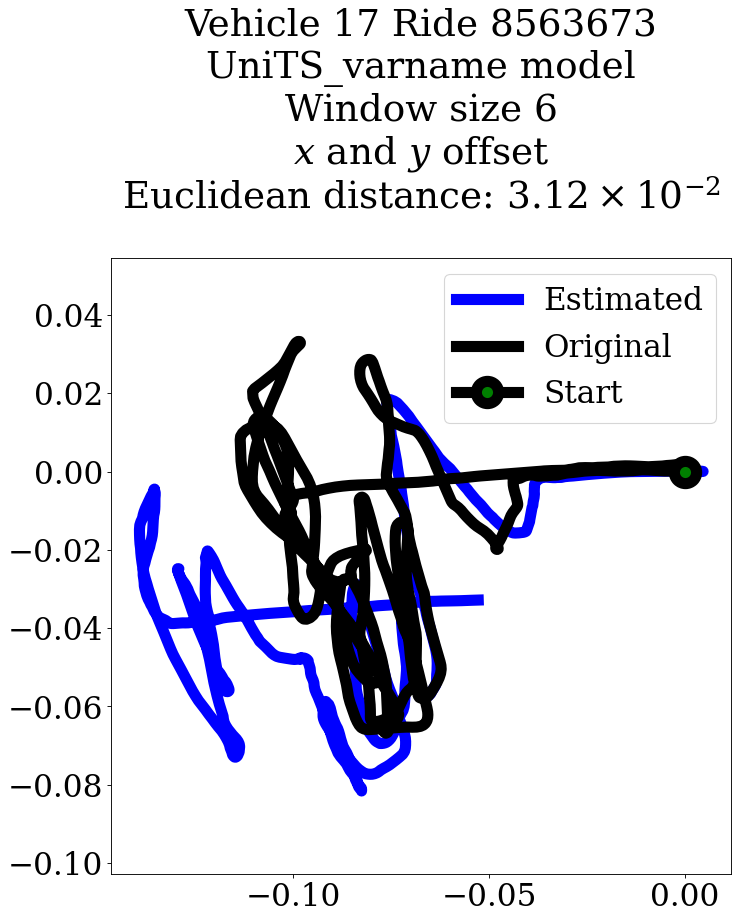 Vehicle 17 Ride 8563673
UniTS_varname model
Window size 6
x and y offset
Euclidean distance: 3.12 × 10⁻²
Estimated
Original
Start
0.04
0.02
0.00
−0.02
−0.04
−0.06
−0.08
−0.10
−0.10 −0.05 0.00